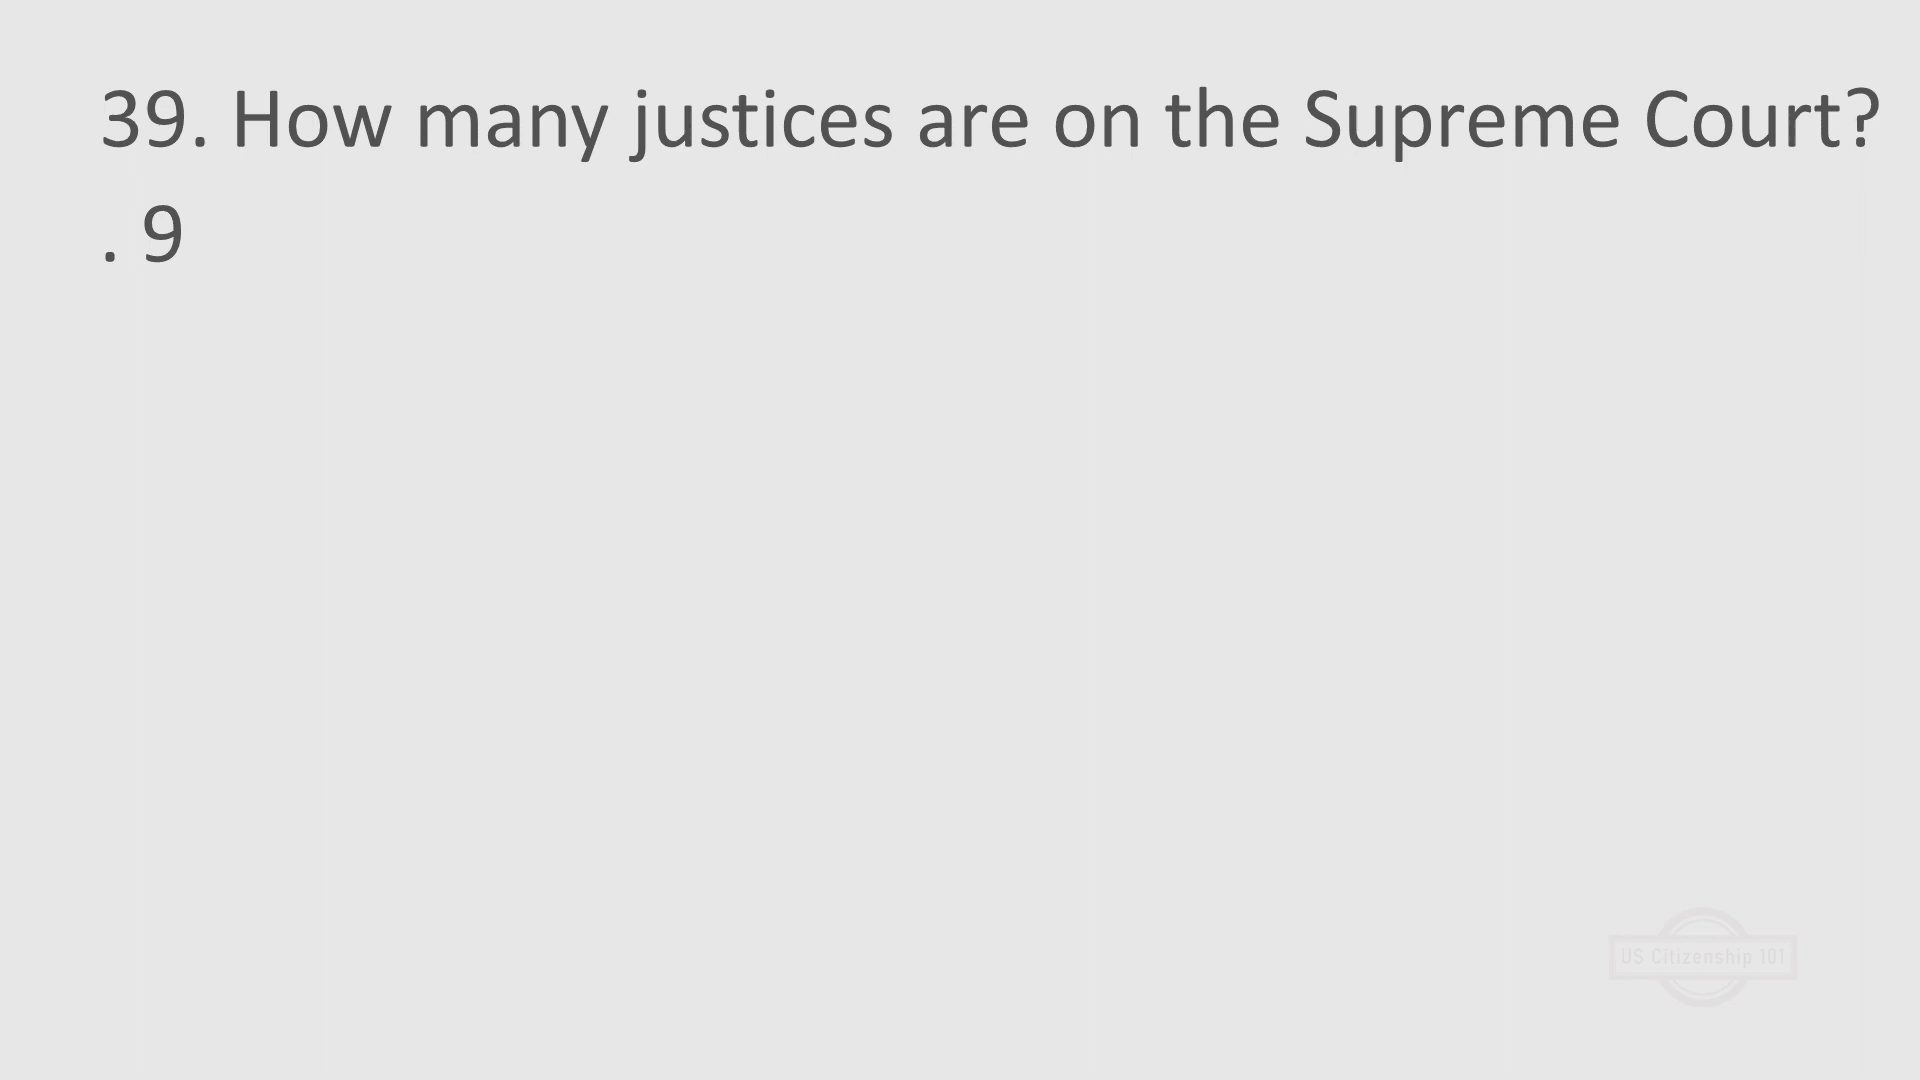 39. How many justices are on the Supreme Court?
. 9
US Citizenship 101